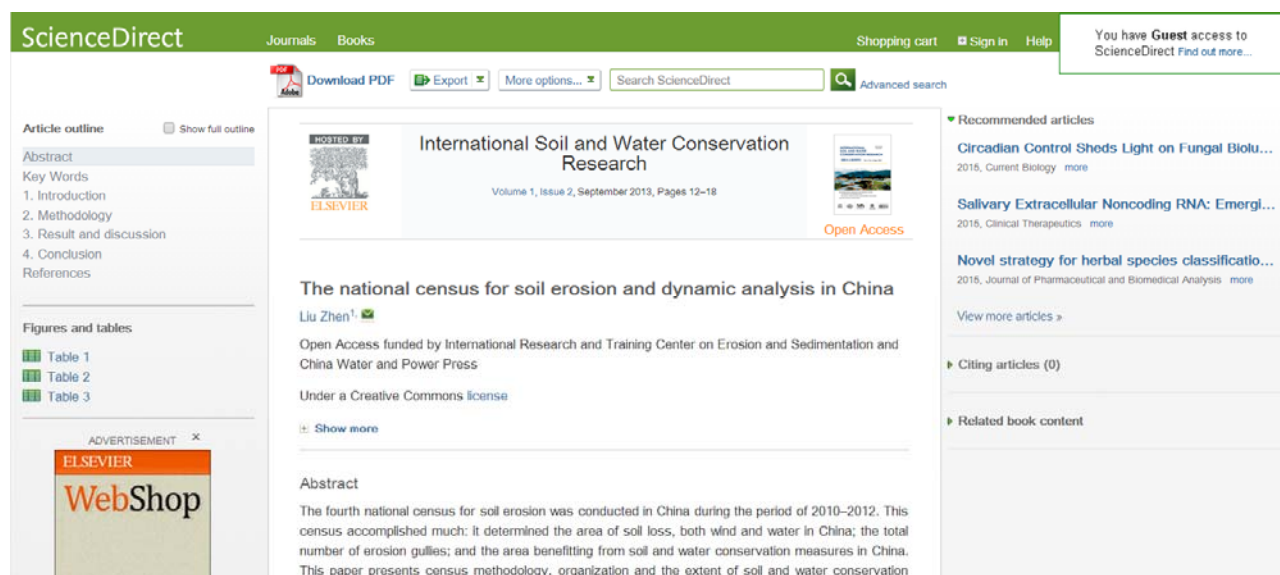 ScienceDirect
Journals Books
Shopping cart Sign in Help
You have Guest access to
ScienceDirect Find out more...
PDF
Adobe
Download PDF
Export
More options...
Search ScienceDirect
Advanced search
Article outline
Show full outline
Abstract
Key Words
1. Introduction
2. Methodology
3. Result and discussion
4. Conclusion
References
Figures and tables
Table 1
Table 2
Table 3
ADVERTISEMENT X
ELSEVIER
WebShop
HOSTED BY
ELSEVIER
International Soil and Water Conservation
Research
Volume 1, Issue 2, September 2013, Pages 12–18
Open Access
The national census for soil erosion and dynamic analysis in China
Liu Zhen1,
Open Access funded by International Research and Training Center on Erosion and Sedimentation and
China Water and Power Press
Under a Creative Commons license
Show more
Abstract
The fourth national census for soil erosion was conducted in China during the period of 2010–2012. This
census accomplished much: it determined the area of soil loss, both wind and water in China; the total
number of erosion gullies; and the area benefitting from soil and water conservation measures in China.
This paper presents census methodology, organization and the extent of soil and water conservation
Recommended articles
Circadian Control Sheds Light on Fungal Biolu...
2015, Current Biology more
Salivary Extracellular Noncoding RNA: Emergi...
2015, Clinical Therapeutics more
Novel strategy for herbal species classificatio...
2015, Journal of Pharmaceutical and Biomedical Analysis more
View more articles »
Citing articles (0)
Related book content